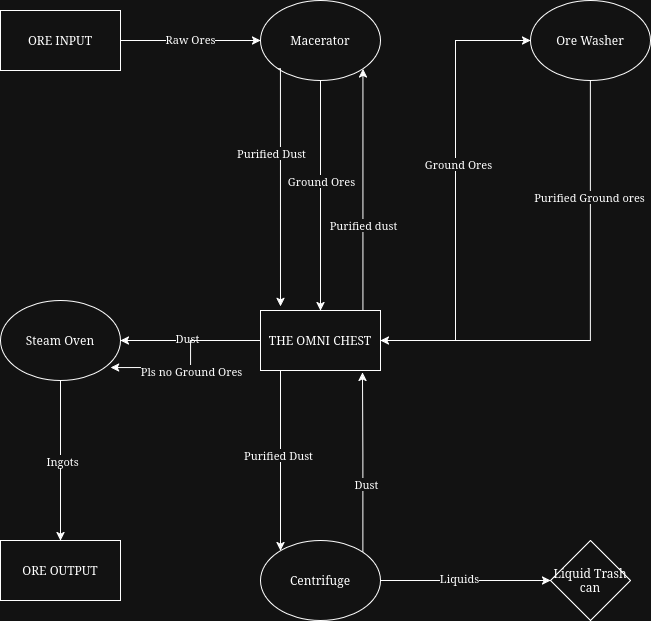 ORE INPUT
Raw Ores
Macerator
Ore Washer
Purified Dust
Ground Ores
Ground Ores
Purified Ground ores
Purified dust
Steam Oven
Dust
THE OMNI CHEST
Pls no Ground Ores
Purified Dust
Ingots
Dust
ORE OUTPUT
Centrifuge
Liquids
Liquid Trash
can